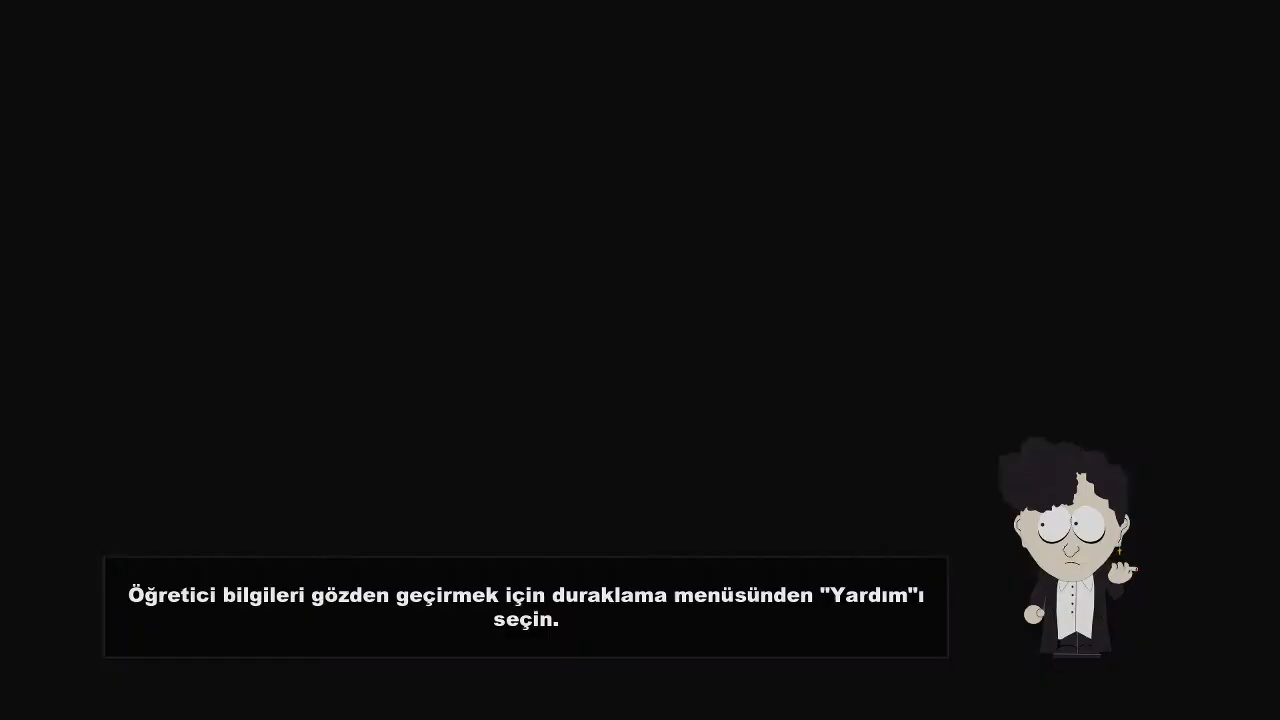 Öğretici bilgileri gözden geçirmek için duraklama menüsünden "Yardım"ı
seçin.